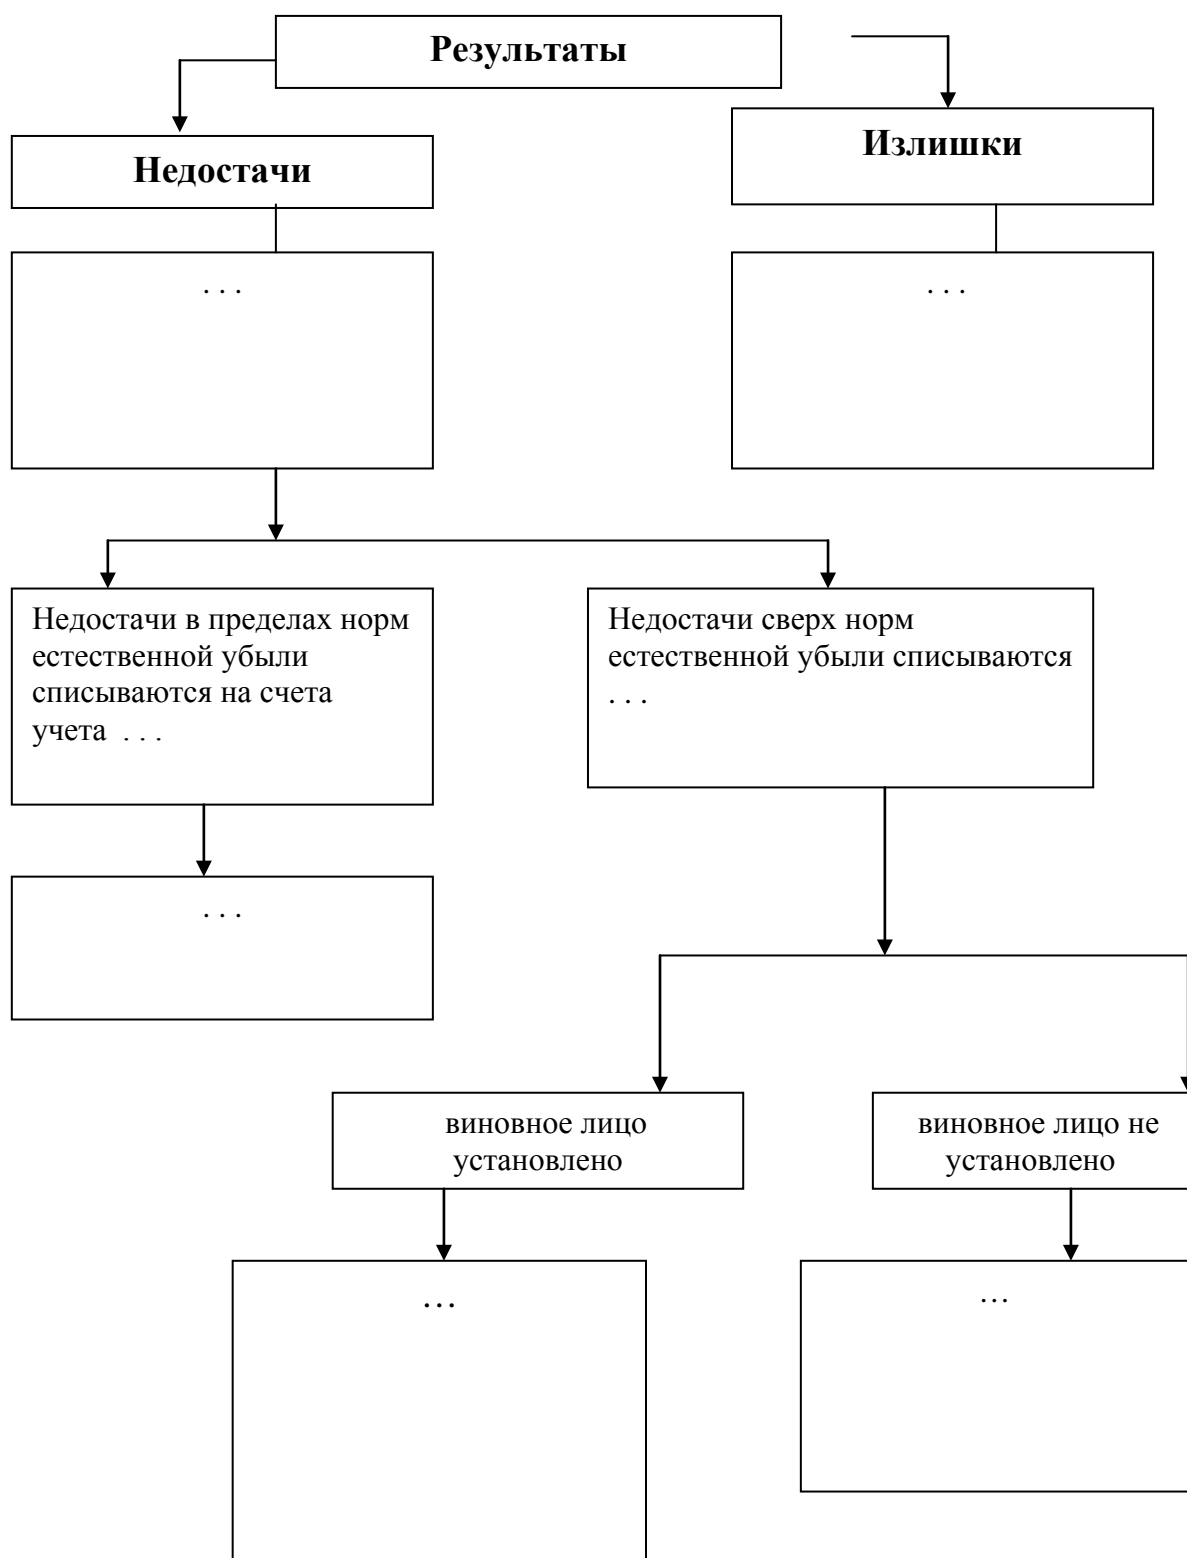 Результаты
Излишки
Недостачи
. . .
. . .
Недостачи в пределах норм
естественной убыли
списываются на счета
учета . . .
Недостачи сверх норм
естественной убыли списываются
. . .
. . .
виновное лицо
установлено
виновное лицо не
установлено
…
…